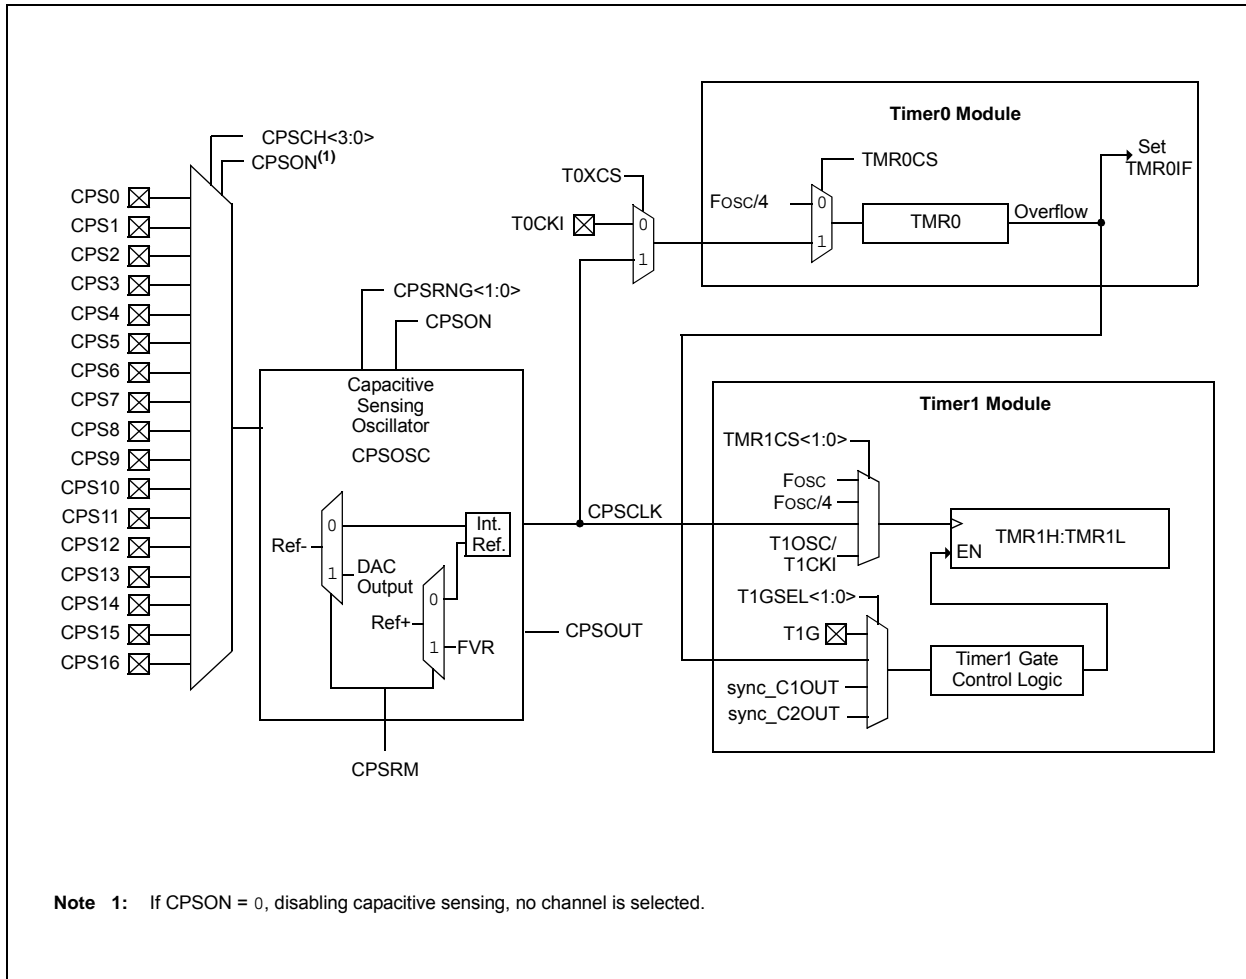 CPSCH<3:0>
CPSON(1)
CPS0
CPS1
CPS2
CPS3
CPS4
CPS5
CPS6
CPS7
CPS8
CPS9
CPS10
CPS11
CPS12
CPS13
CPS14
CPS15
CPS16
CPSRNG<1:0>
CPSON
Capacitive
Sensing
Oscillator
CPSOSC
Ref-
0
1
DAC
Output
Int.
Ref.
Ref+
0
1
FVR
CPSRM
CPSCLK
CPSOUT
T0XCS
T0CKI
0
1
Timer0 Module
TMR0CS
FOSC/4
0
1
TMR0
Overflow
Set
TMR0IF
Timer1 Module
TMR1CS<1:0>
FOSC
FOSC/4
T1OSC/
T1CKI
TMR1H:TMR1L
EN
T1GSEL<1:0>
T1G
sync_C1OUT
sync_C2OUT
Timer1 Gate
Control Logic
Note 1: If CPSON = 0, disabling capacitive sensing, no channel is selected.